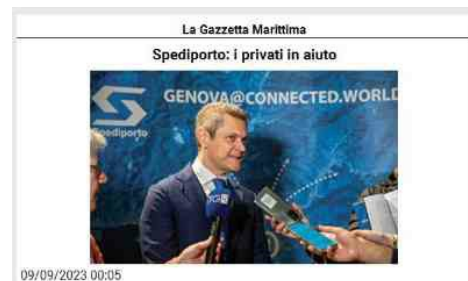 La Gazzetta Marittima
Spediporto: i privati in aiuto
GENOVA@CONNECTED.WORLD
Spediporto
09/09/2023 00:05